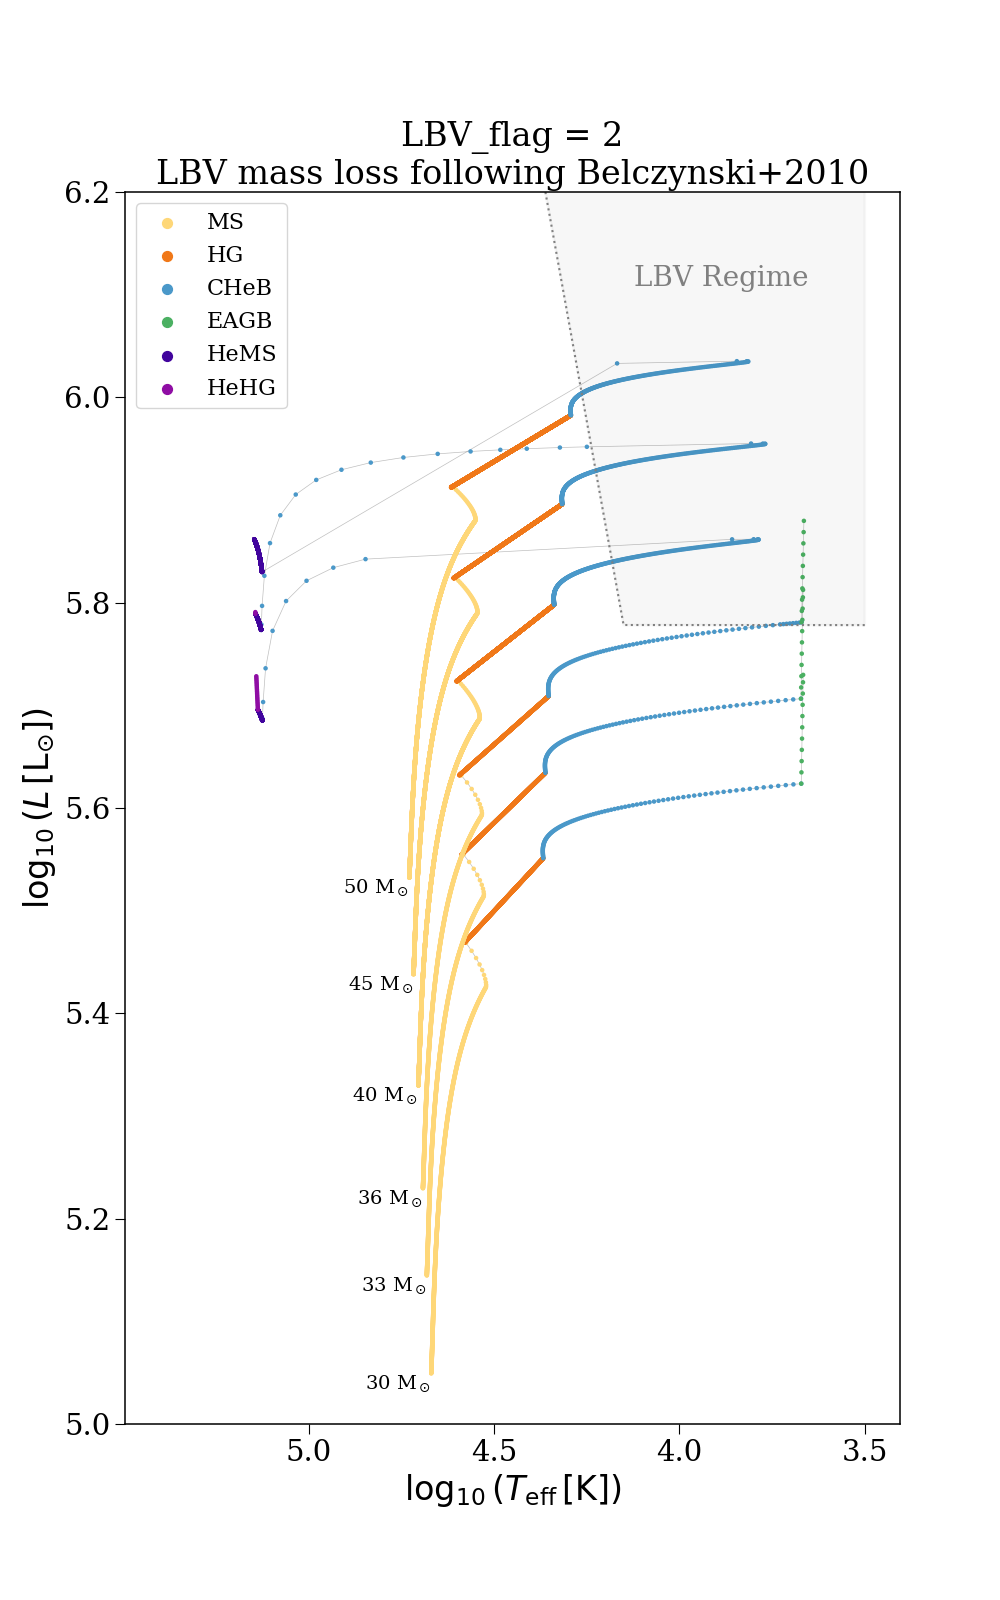 LBV_flag = 2
LBV mass loss following Belczynski+2010
MS
HG
CHeB
EAGB
HeMS
HeHG
LBV Regime
6.2
6.0
5.8
5.6
5.4
5.2
5.0
log₁₀(L [L⊙])
50 M⊙
45 M⊙
40 M⊙
36 M⊙
33 M⊙
30 M⊙
5.0 4.5 4.0 3.5
log₁₀(T_eff [K])